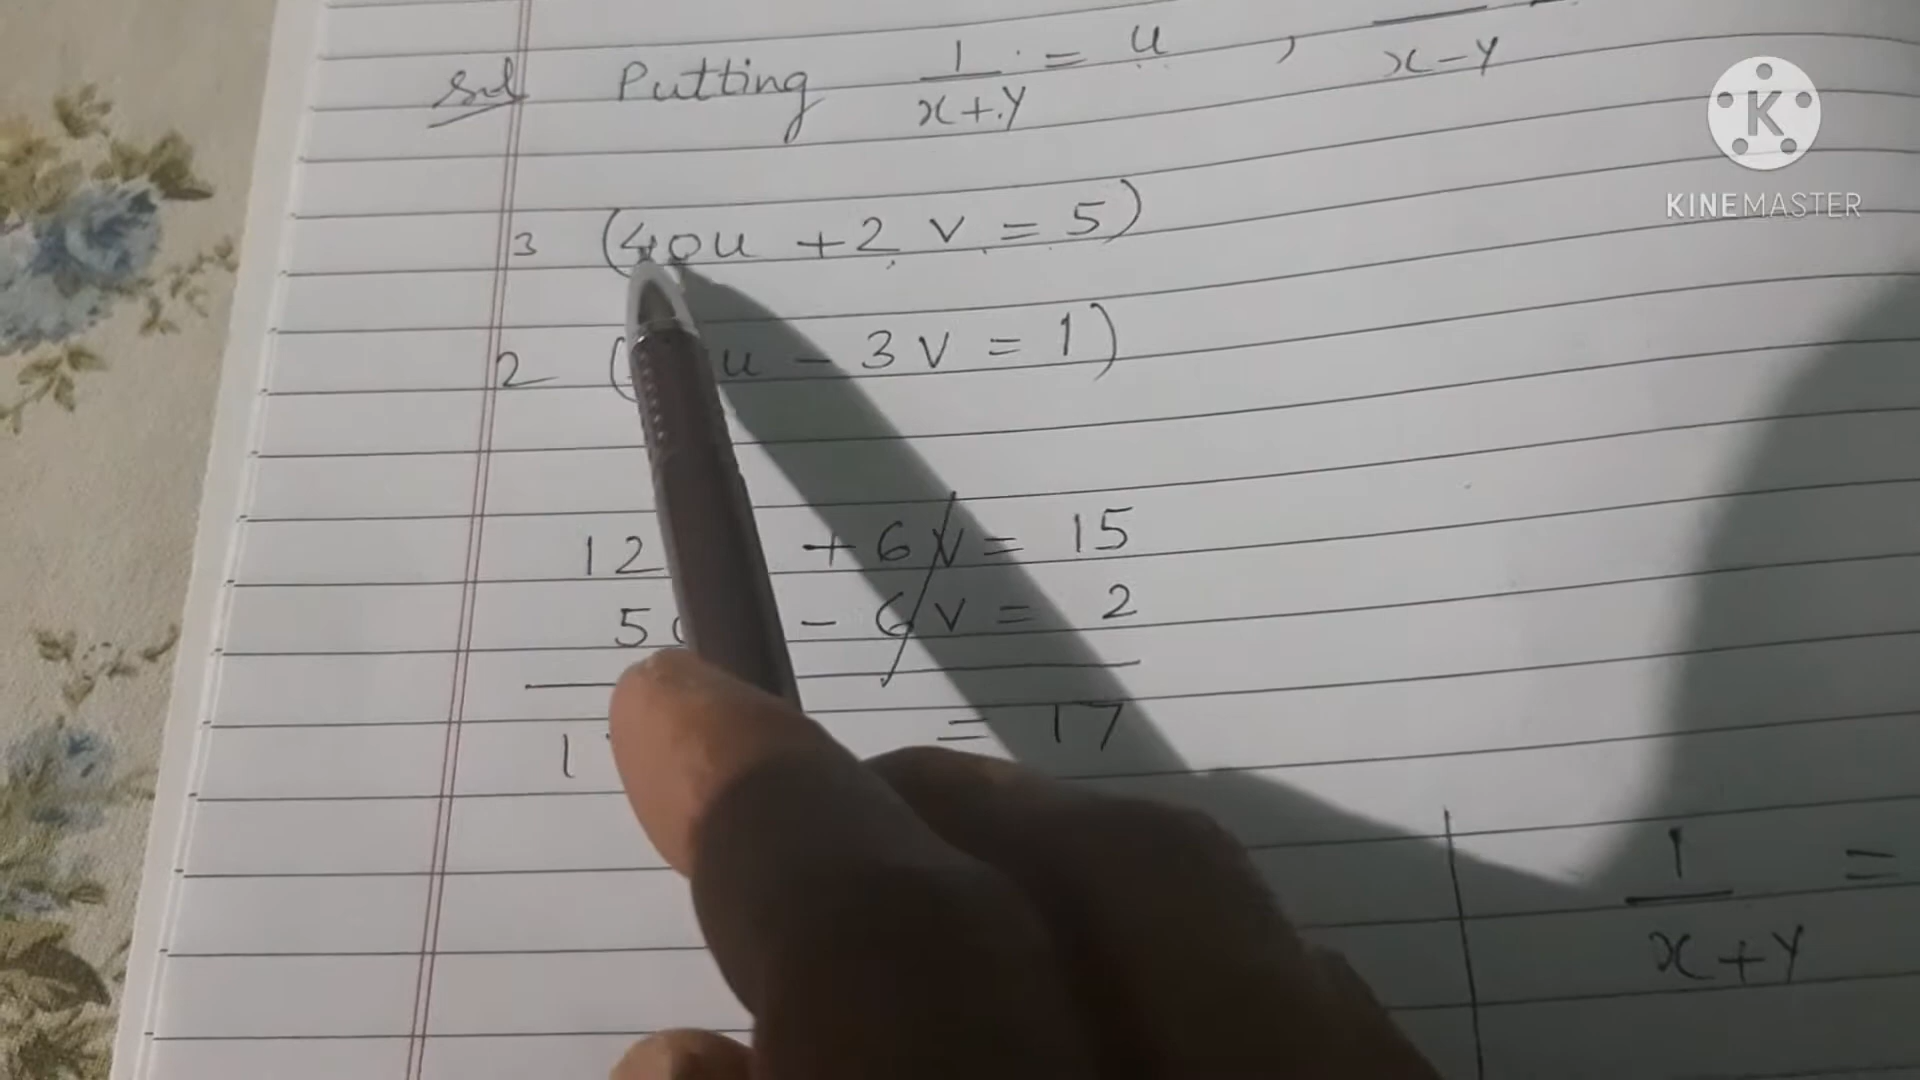 Sol Putting 1/x+y = u , x-y
K
KINEMASTER
3 (40u + 2v = 5)
2 ( u - 3v = 1)
12 + 6v = 15
5 - 6v = 2
1 = 17
1/x+y =